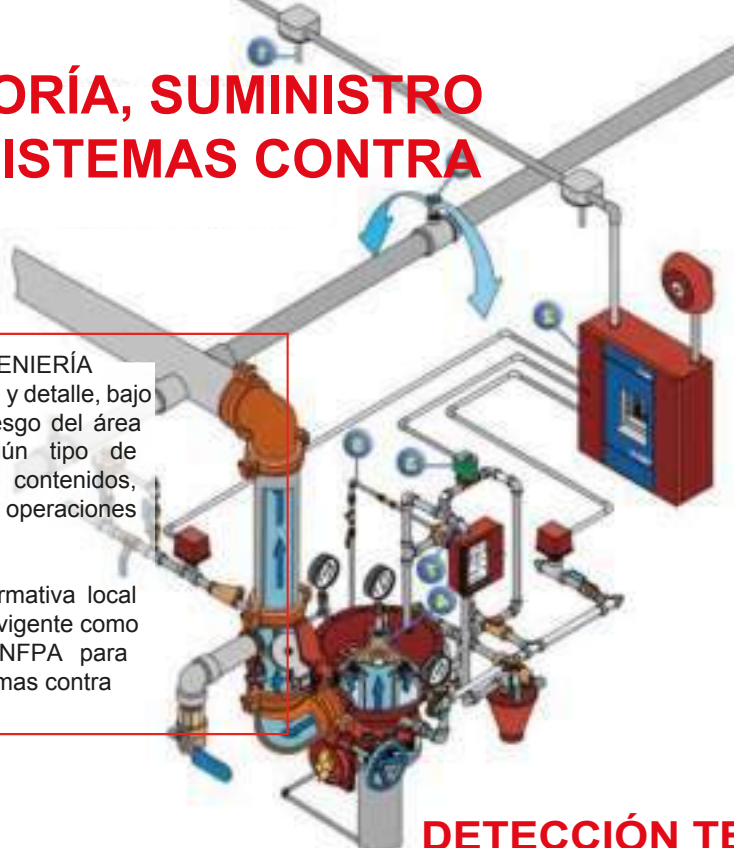 ORÍA, SUMINISTRO
ISTEMAS CONTRA
ENIERÍA
y detalle, bajo
esgo del área
ún tipo de
contenidos,
operaciones
rmativa local
vigente como
NFPA para
mas contra
DETECCIÓN TE